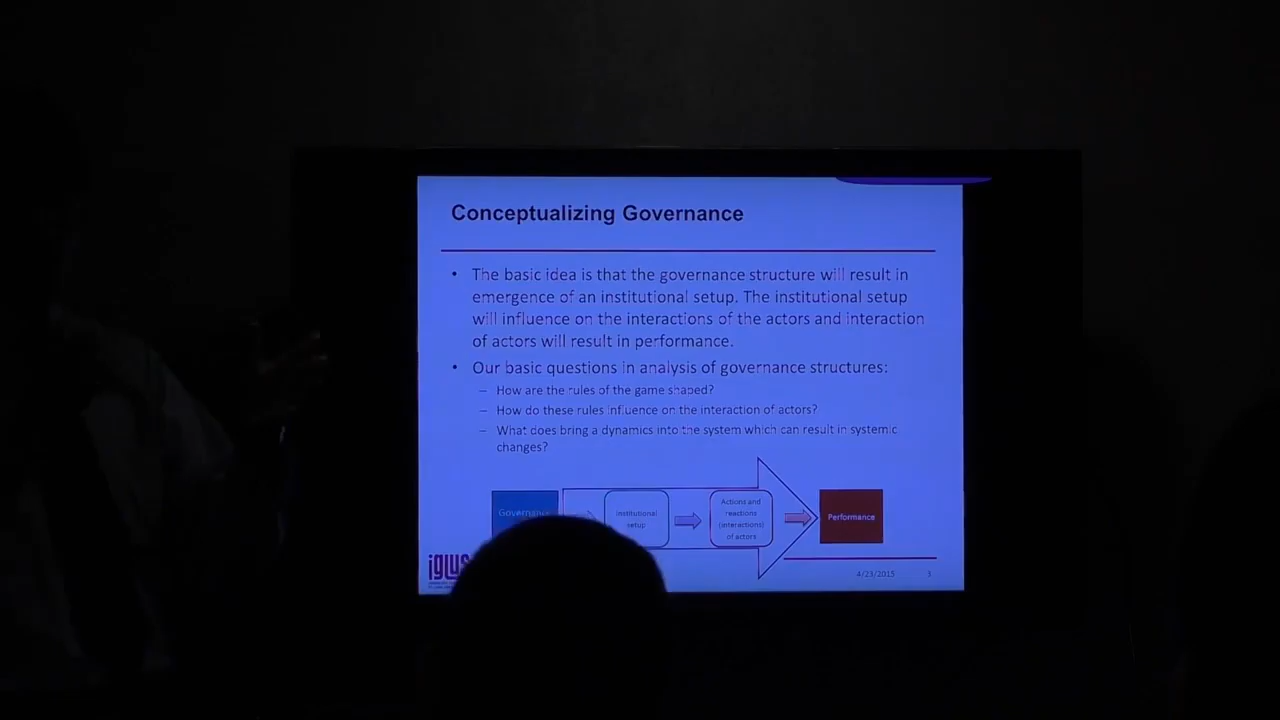 Conceptualizing Governance
• The basic idea is that the governance structure will result in
emergence of an institutional setup. The institutional setup
will influence on the interactions of the actors and interaction
of actors will result in performance.
• Our basic questions in analysis of governance structures:
– How are the rules of the game shaped?
– How do these rules influence on the interaction of actors?
– What does bring a dynamics into the system which can result in systemic
changes?
Governance
Institutional
setup
Actions and
reactions
(interactions)
of actors
Performance
iGLUS
4/23/2015 3